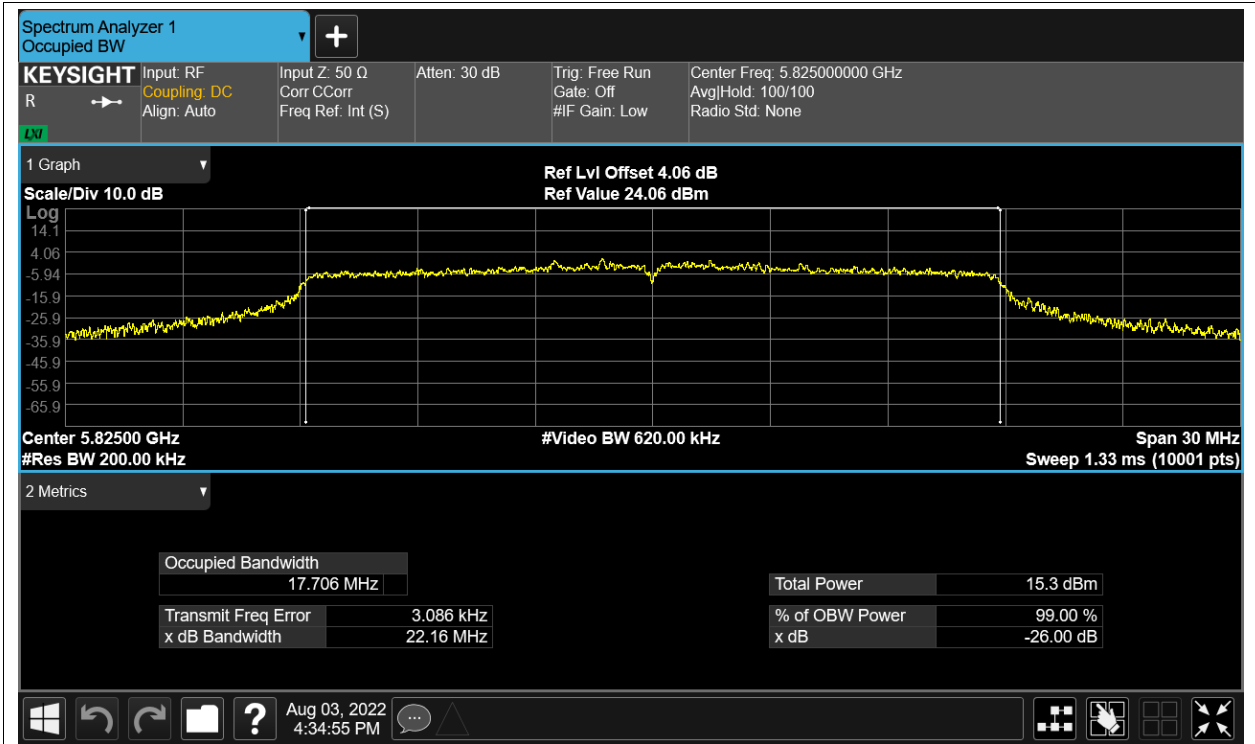 Spectrum Analyzer 1
Occupied BW
KEYSIGHT
R
LXI
Input: RF
Coupling: DC
Align: Auto
Input Z: 50 Ω
Corr CCorr
Freq Ref: Int (S)
Atten: 30 dB
Trig: Free Run
Gate: Off
#IF Gain: Low
Center Freq: 5.825000000 GHz
Avg|Hold: 100/100
Radio Std: None
1 Graph
Scale/Div 10.0 dB
Ref Lvl Offset 4.06 dB
Ref Value 24.06 dBm
Log
14.1
4.06
-5.94
-15.9
-25.9
-35.9
-45.9
-55.9
-65.9
Center 5.82500 GHz
#Video BW 620.00 kHz
Span 30 MHz
#Res BW 200.00 kHz
Sweep 1.33 ms (10001 pts)
2 Metrics
Occupied Bandwidth
17.706 MHz
Transmit Freq Error 3.086 kHz
x dB Bandwidth 22.16 MHz
Total Power 15.3 dBm
% of OBW Power 99.00 %
x dB -26.00 dB
?
Aug 03, 2022
4:34:55 PM